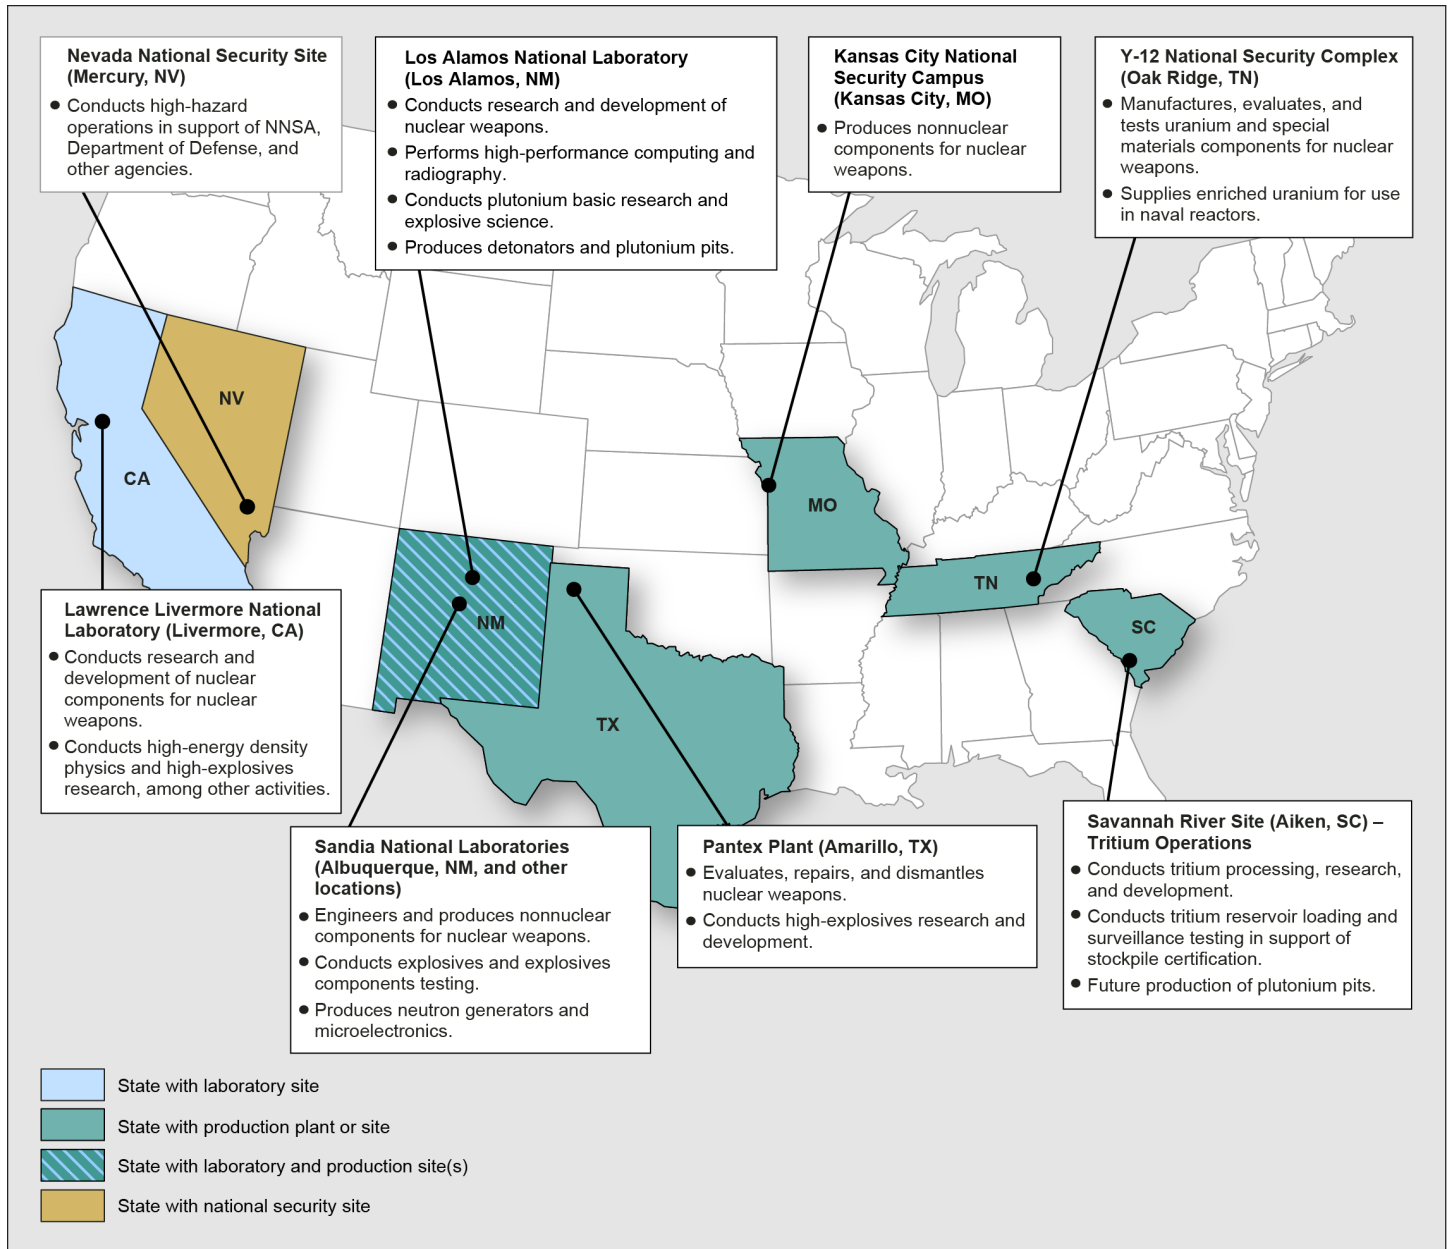 Nevada National Security Site
(Mercury, NV)
● Conducts high-hazard
operations in support of NNSA,
Department of Defense, and
other agencies.
Los Alamos National Laboratory
(Los Alamos, NM)
● Conducts research and development of
nuclear weapons.
● Performs high-performance computing and
radiography.
● Conducts plutonium basic research and
explosive science.
● Produces detonators and plutonium pits.
Kansas City National
Security Campus
(Kansas City, MO)
● Produces nonnuclear
components for nuclear
weapons.
Y-12 National Security Complex
(Oak Ridge, TN)
● Manufactures, evaluates, and
tests uranium and special
materials components for nuclear
weapons.
● Supplies enriched uranium for use
in naval reactors.
NV
CA
MO
TN
NM
SC
TX
Lawrence Livermore National
Laboratory (Livermore, CA)
● Conducts research and
development of nuclear
components for nuclear
weapons.
● Conducts high-energy density
physics and high-explosives
research, among other activities.
Sandia National Laboratories
(Albuquerque, NM, and other
locations)
● Engineers and produces nonnuclear
components for nuclear weapons.
● Conducts explosives and explosives
components testing.
● Produces neutron generators and
microelectronics.
Pantex Plant (Amarillo, TX)
● Evaluates, repairs, and dismantles
nuclear weapons.
● Conducts high-explosives research and
development.
Savannah River Site (Aiken, SC) –
Tritium Operations
● Conducts tritium processing, research,
and development.
● Conducts tritium reservoir loading and
surveillance testing in support of
stockpile certification.
● Future production of plutonium pits.
State with laboratory site
State with production plant or site
State with laboratory and production site(s)
State with national security site